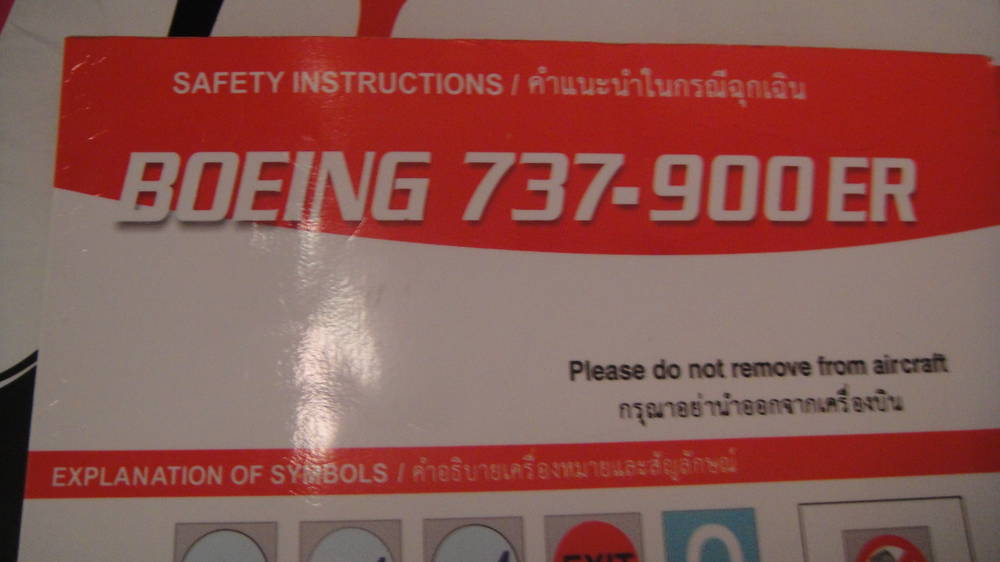 SAFETY INSTRUCTIONS / คำแนะนำในกรณีฉุกเฉิน
BOEING 737-900 ER
Please do not remove from aircraft
กรุณาอย่านำออกจากเครื่องบิน
EXPLANATION OF SYMBOLS / คำอธิบายเครื่องหมายและสัญลักษณ์
EXIT